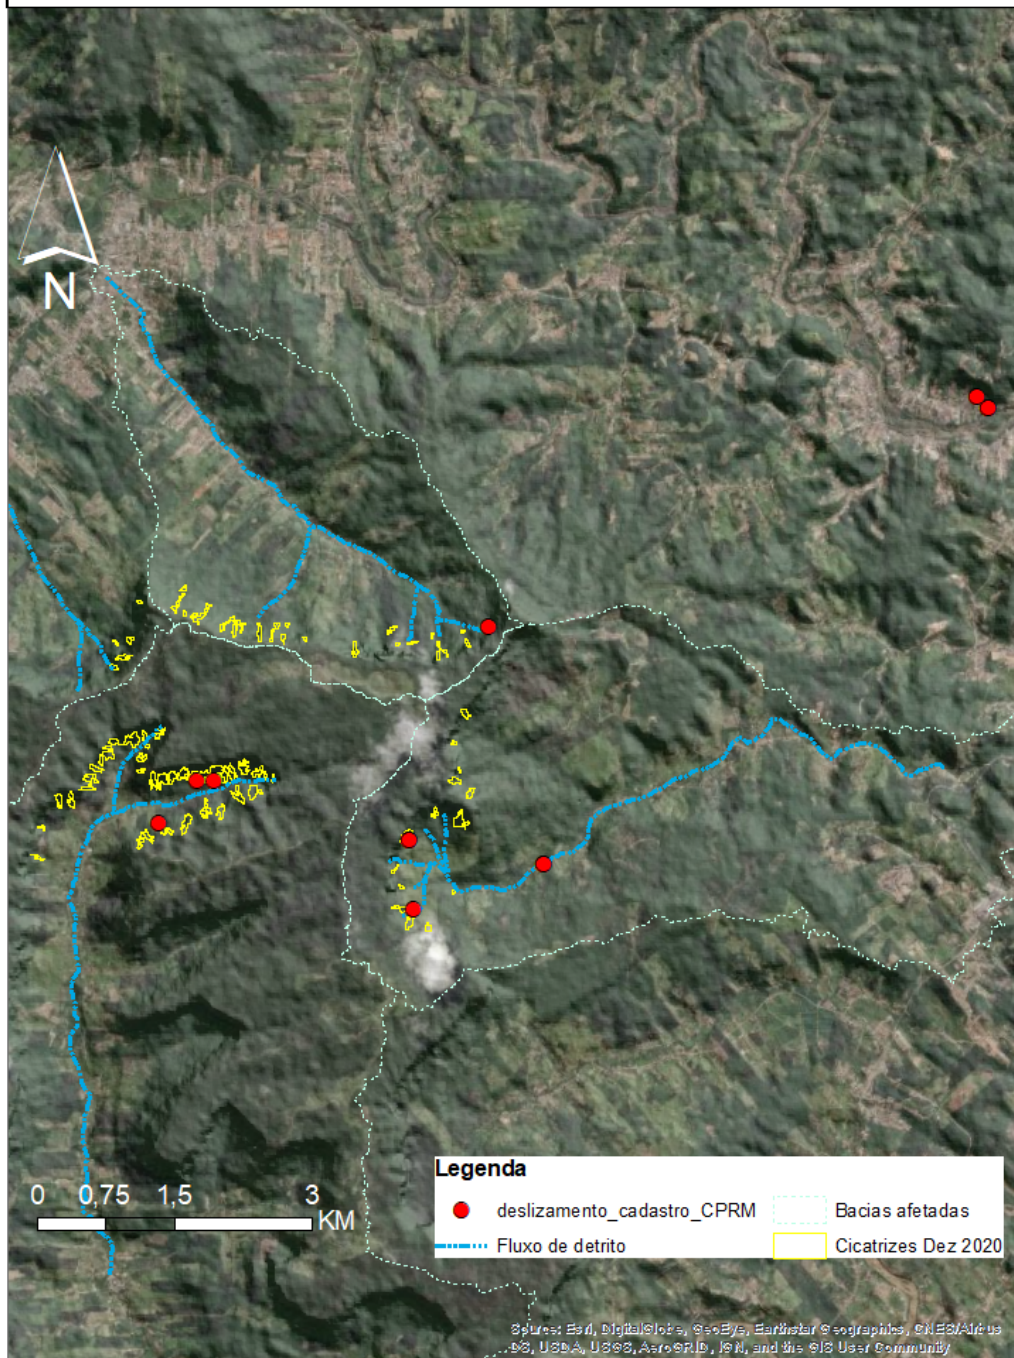 N
0 0,75 1,5 3
KM
Legenda
deslizamento_cadastro_CPRM
Bacias afetadas
Fluxo de detrito
Cicatrizes Dez 2020
Source: Esri, DigitalGlobe, GeoEye, Earthstar Geographics, CNES/Airbus
DS, USDA, USGS, AeroGRID, IGN, and the GIS User Community